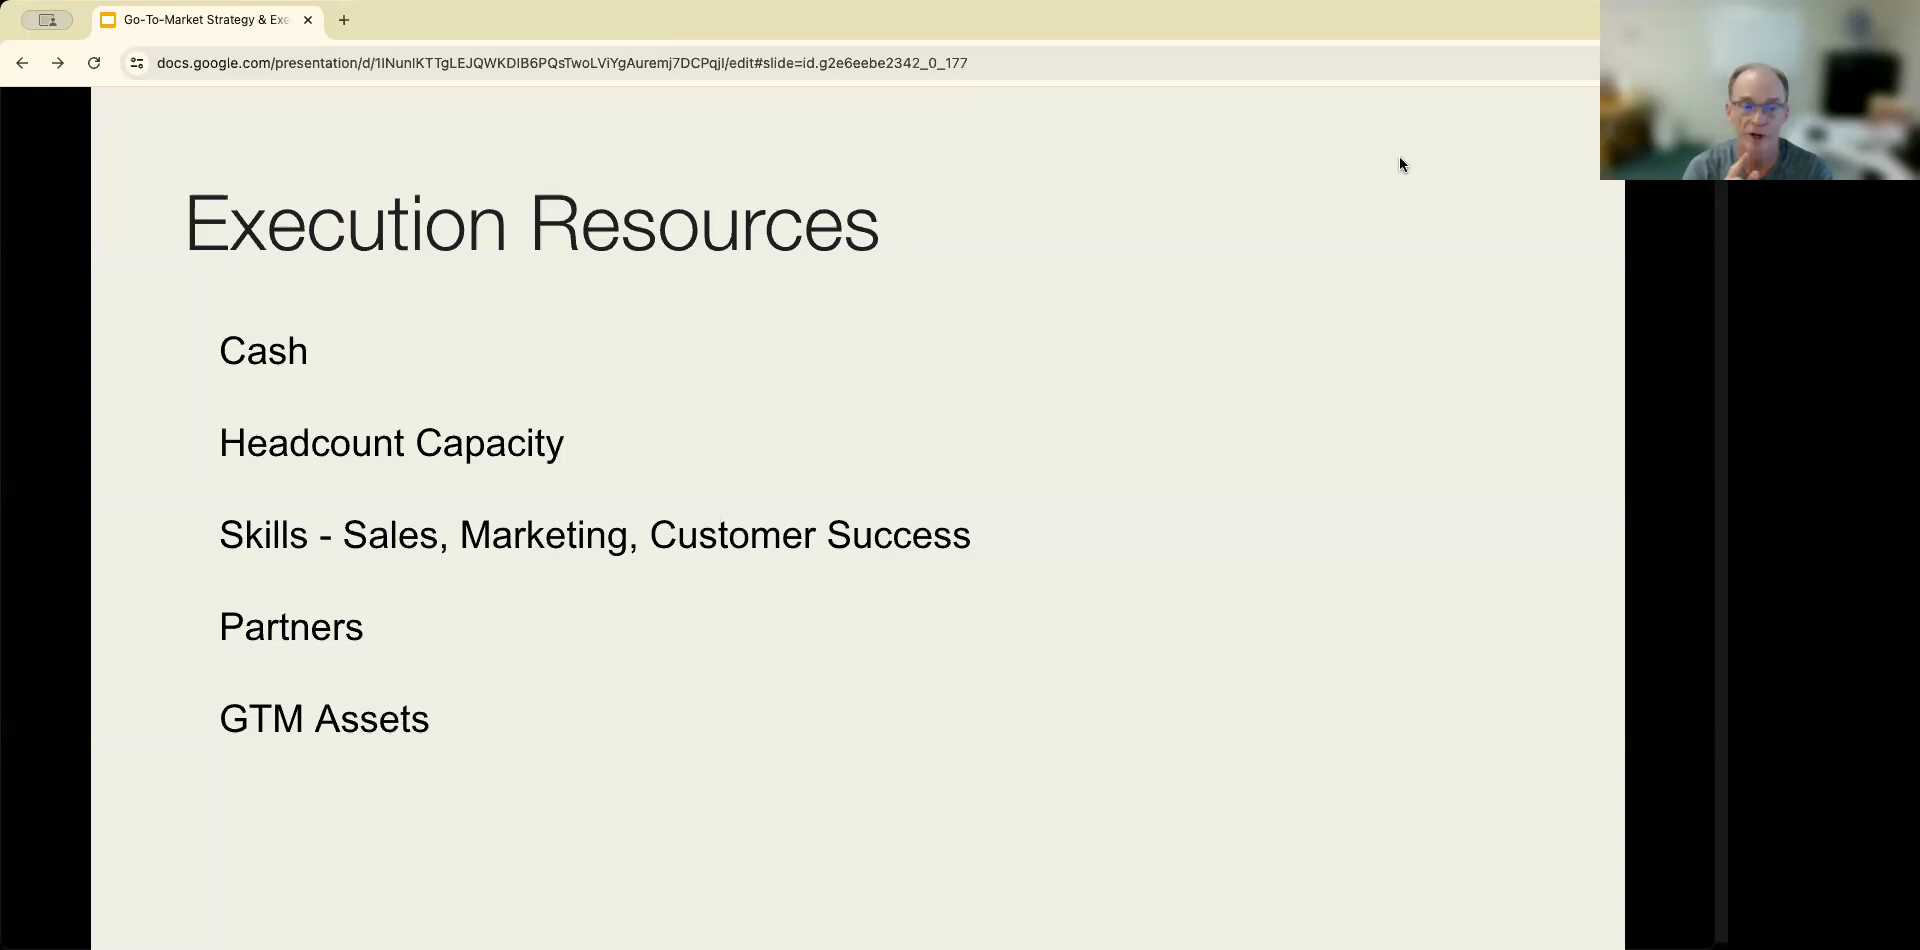 Go-To-Market Strategy & Exe
docs.google.com/presentation/d/1INunIKTTgLEJQWKDIB6PQsTwoLViYgAuremj7DCPqjI/edit#slide=id.g2e6eebe2342_0_177
Execution Resources
Cash
Headcount Capacity
Skills - Sales, Marketing, Customer Success
Partners
GTM Assets